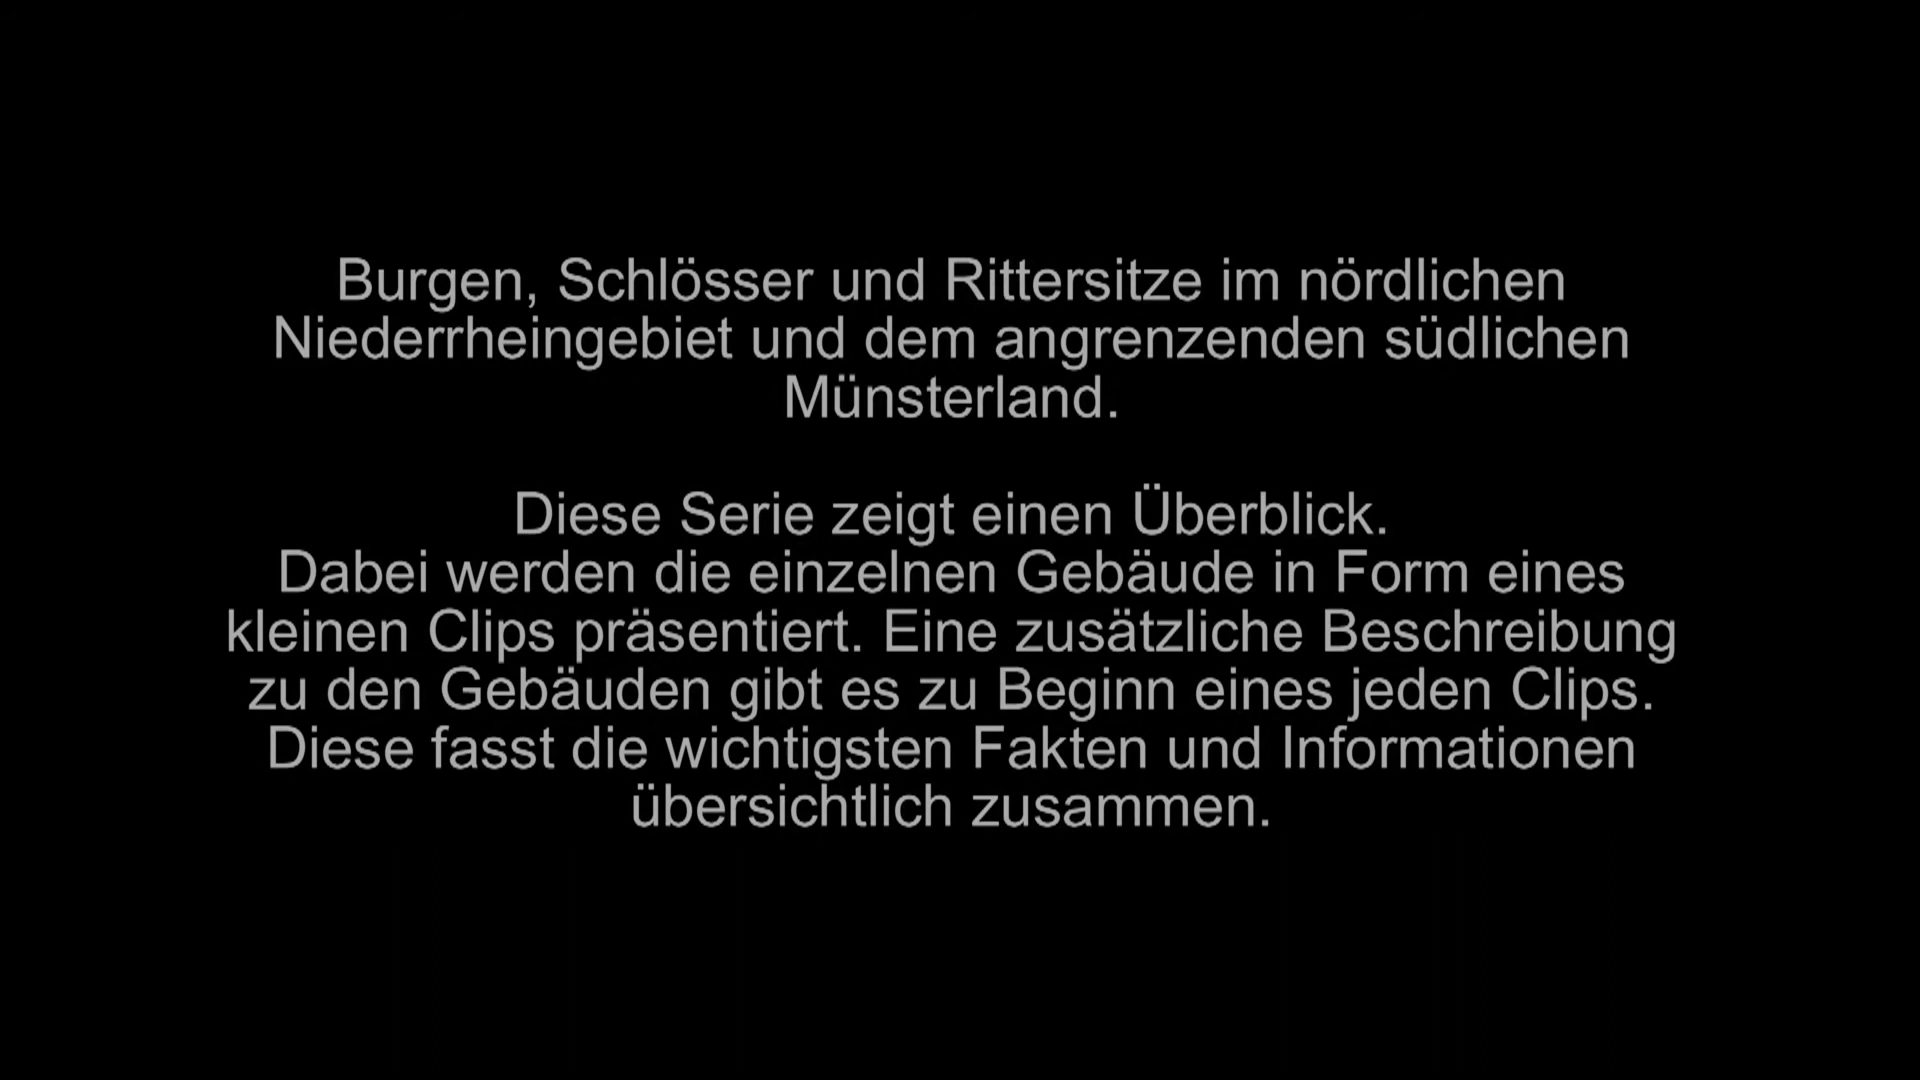 Burgen, Schlösser und Rittersitze im nördlichen
Niederrheingebiet und dem angrenzenden südlichen
Münsterland.
Diese Serie zeigt einen Überblick.
Dabei werden die einzelnen Gebäude in Form eines
kleinen Clips präsentiert. Eine zusätzliche Beschreibung
zu den Gebäuden gibt es zu Beginn eines jeden Clips.
Diese fasst die wichtigsten Fakten und Informationen
übersichtlich zusammen.